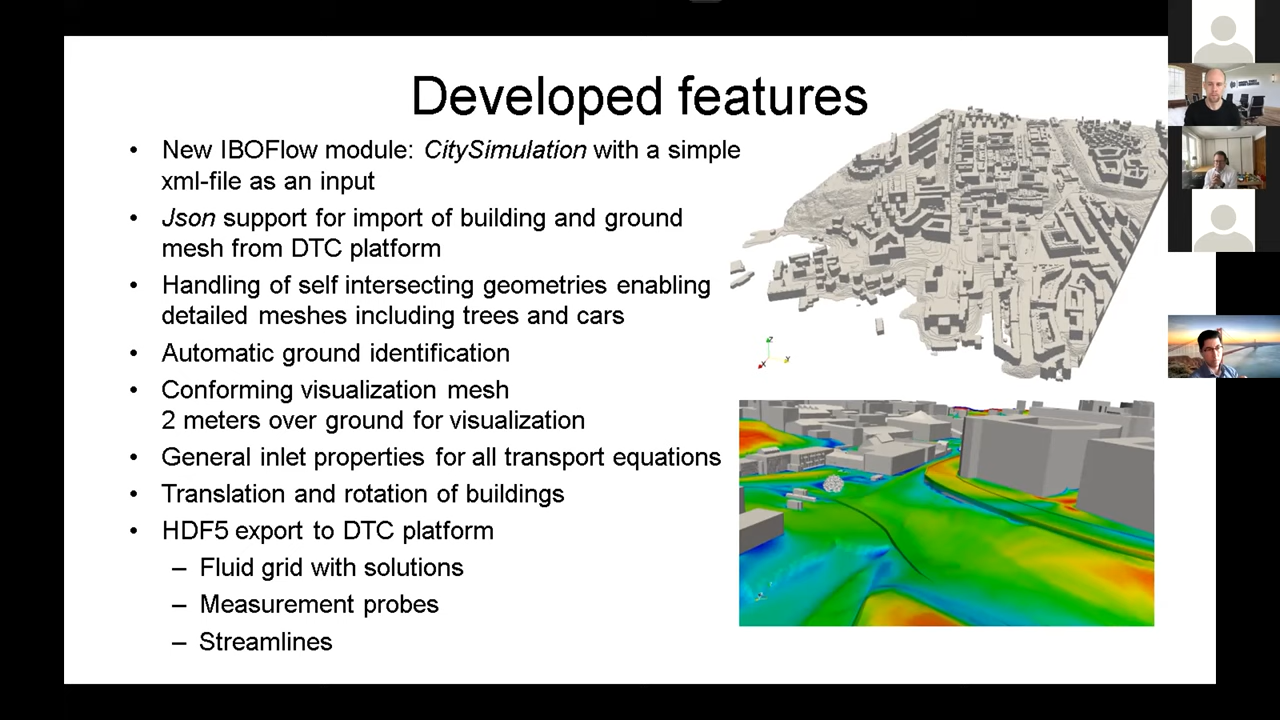 Developed features
• New IBOFlow module: CitySimulation with a simple
xml-file as an input
• Json support for import of building and ground
mesh from DTC platform
• Handling of self intersecting geometries enabling
detailed meshes including trees and cars
• Automatic ground identification
• Conforming visualization mesh
2 meters over ground for visualization
• General inlet properties for all transport equations
• Translation and rotation of buildings
• HDF5 export to DTC platform
– Fluid grid with solutions
– Measurement probes
– Streamlines
Z
X
Y